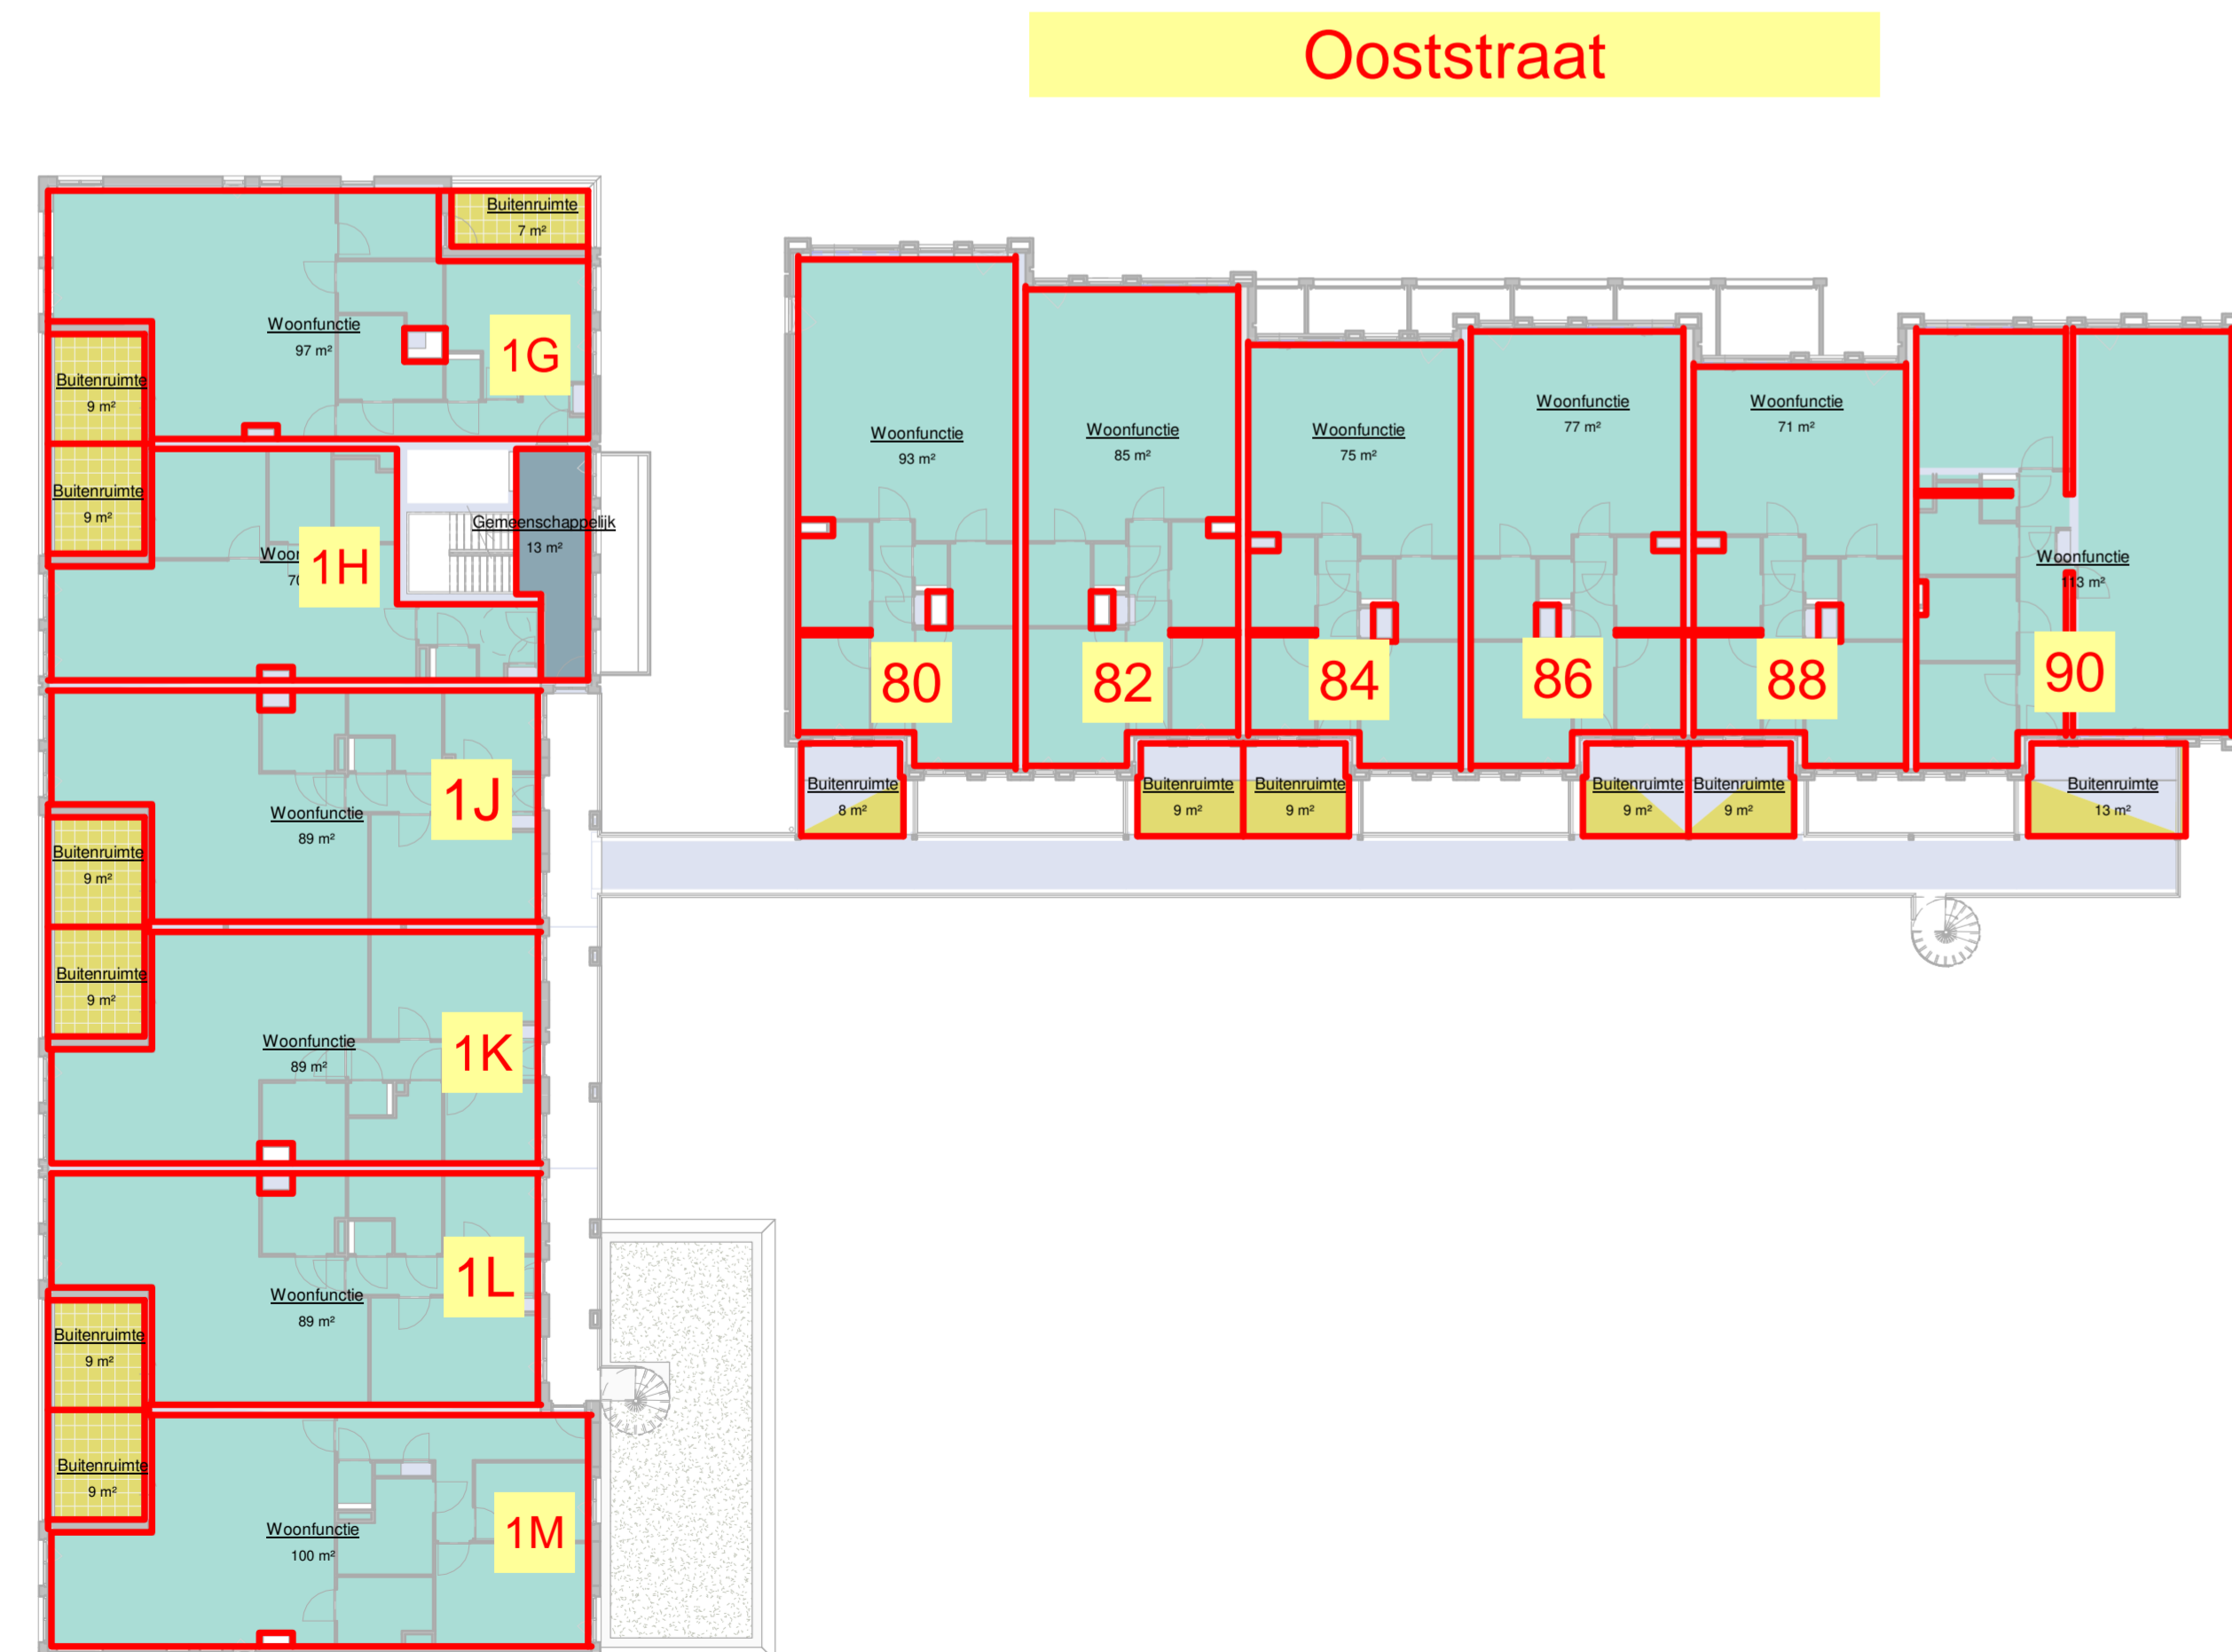 Ooststraat
Buitenruimte
7 m²
Woonfunctie
97 m²
1G
Buitenruimte
9 m²
Buitenruimte
9 m²
Gemeenschappelijk
13 m²
1H
Buitenruimte
9 m²
Woonfunctie
89 m²
1J
Buitenruimte
9 m²
Woonfunctie
89 m²
1K
Buitenruimte
9 m²
Woonfunctie
89 m²
1L
Buitenruimte
9 m²
Woonfunctie
100 m²
1M
Woonfunctie
93 m²
80
Buitenruimte
8 m²
Woonfunctie
85 m²
82
Buitenruimte
9 m²
Woonfunctie
75 m²
84
Buitenruimte
9 m²
Woonfunctie
77 m²
86
Buitenruimte
9 m²
Woonfunctie
71 m²
88
Buitenruimte
9 m²
Woonfunctie
113 m²
90
Buitenruimte
13 m²